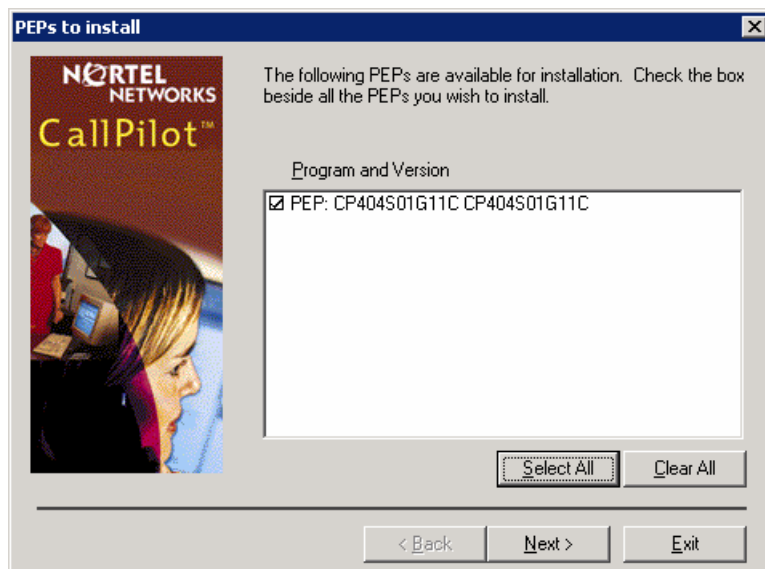 PEPs to install
NORTEL
NETWORKS
CallPilot™
The following PEPs are available for installation. Check the box
beside all the PEPs you wish to install.
Program and Version
PEP: CP404S01G11C CP404S01G11C
Select All
Clear All
< Back
Next >
Exit